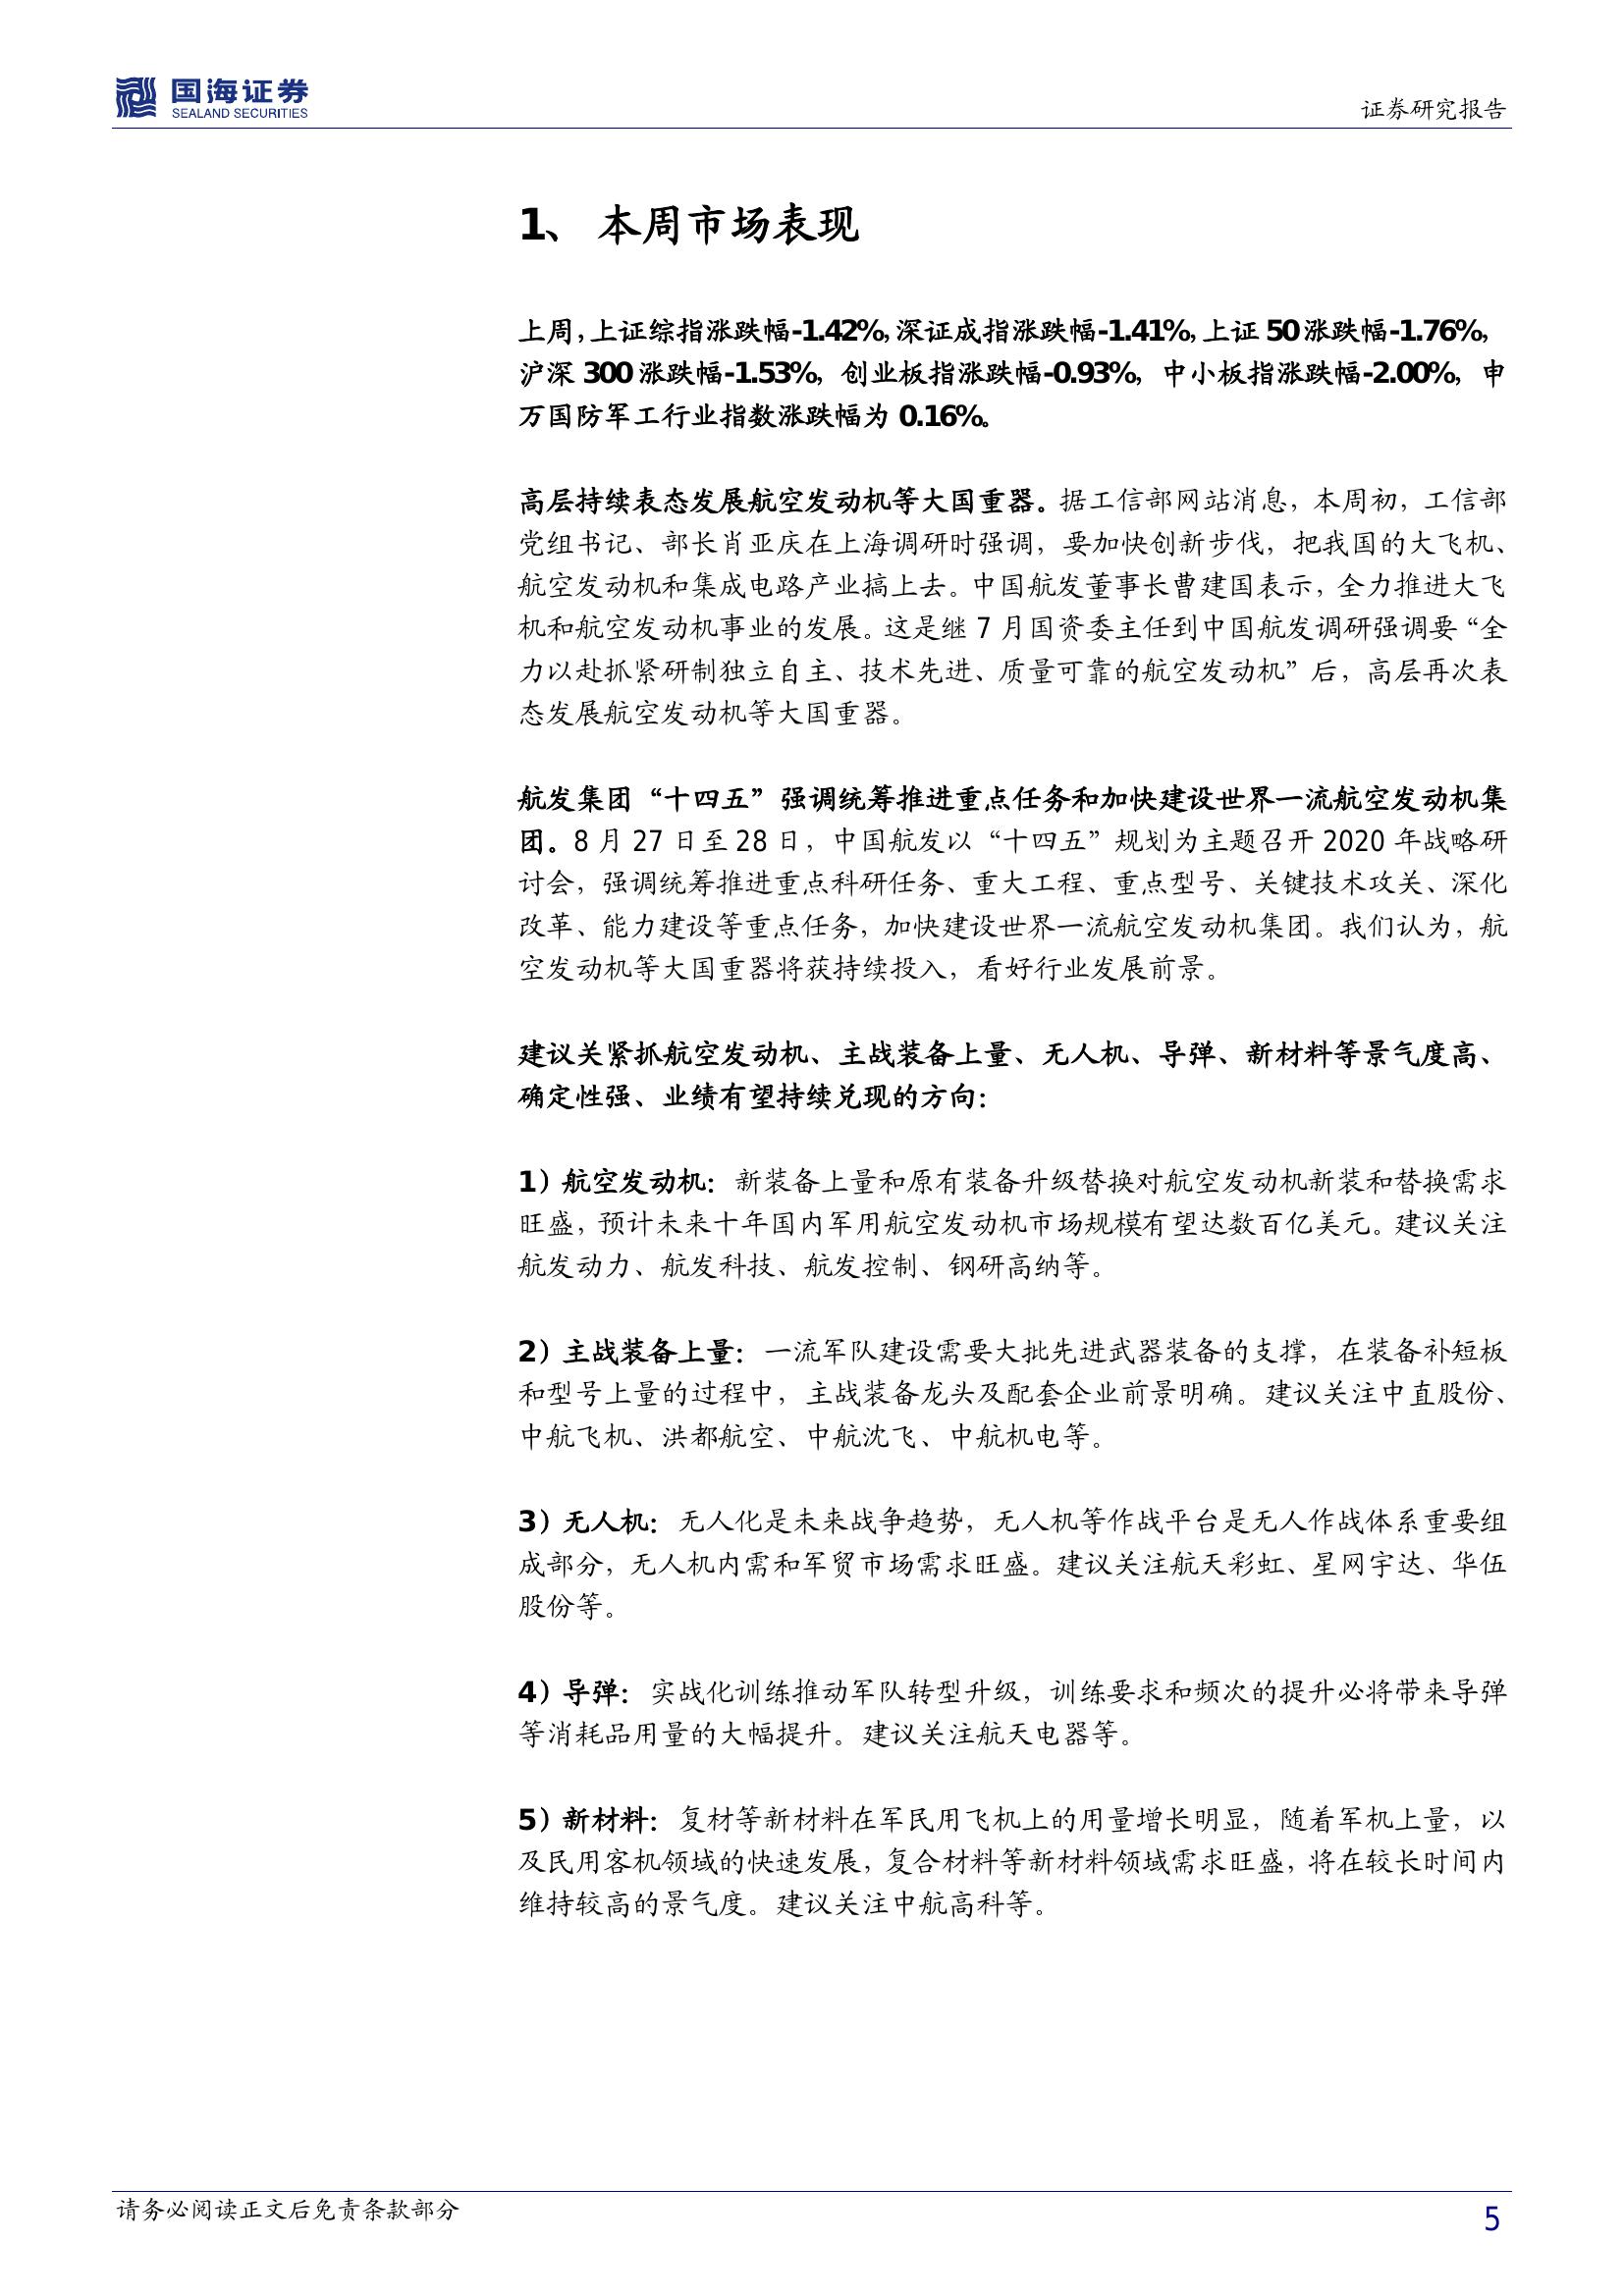 国海证券
SEALAND SECURITIES
证券研究报告
1、 本周市场表现
上周，上证综指涨跌幅-1.42%，深证成指涨跌幅-1.41%，上证 50 涨跌幅-1.76%，
沪深 300 涨跌幅-1.53%，创业板指涨跌幅-0.93%，中小板指涨跌幅-2.00%，申
万国防军工行业指数涨跌幅为 0.16%。
高层持续表态发展航空发动机等大国重器。据工信部网站消息，本周初，工信部
党组书记、部长肖亚庆在上海调研时强调，要加快创新步伐，把我国的大飞机、
航空发动机和集成电路产业搞上去。中国航发董事长曹建国表示，全力推进大飞
机和航空发动机事业的发展。这是继 7 月国资委主任到中国航发调研强调要“全
力以赴抓紧研制独立自主、技术先进、质量可靠的航空发动机”后，高层再次表
态发展航空发动机等大国重器。
航发集团“十四五”强调统筹推进重点任务和加快建设世界一流航空发动机集
团。8 月 27 日至 28 日，中国航发以“十四五”规划为主题召开 2020 年战略研
讨会，强调统筹推进重点科研任务、重大工程、重点型号、关键技术攻关、深化
改革、能力建设等重点任务，加快建设世界一流航空发动机集团。我们认为，航
空发动机等大国重器将获持续投入，看好行业发展前景。
建议关紧抓航空发动机、主战装备上量、无人机、导弹、新材料等景气度高、
确定性强、业绩有望持续兑现的方向：
1）航空发动机：新装备上量和原有装备升级替换对航空发动机新装和替换需求
旺盛，预计未来十年国内军用航空发动机市场规模有望达数百亿美元。建议关注
航发动力、航发科技、航发控制、钢研高纳等。
2）主战装备上量：一流军队建设需要大批先进武器装备的支撑，在装备补短板
和型号上量的过程中，主战装备龙头及配套企业前景明确。建议关注中直股份、
中航飞机、洪都航空、中航沈飞、中航机电等。
3）无人机：无人化是未来战争趋势，无人机等作战平台是无人作战体系重要组
成部分，无人机内需和军贸市场需求旺盛。建议关注航天彩虹、星网宇达、华伍
股份等。
4）导弹：实战化训练推动军队转型升级，训练要求和频次的提升必将带来导弹
等消耗品用量的大幅提升。建议关注航天电器等。
5）新材料：复材等新材料在军民用飞机上的用量增长明显，随着军机上量，以
及民用客机领域的快速发展，复合材料等新材料领域需求旺盛，将在较长时间内
维持较高的景气度。建议关注中航高科等。
请务必阅读正文后免责条款部分
5